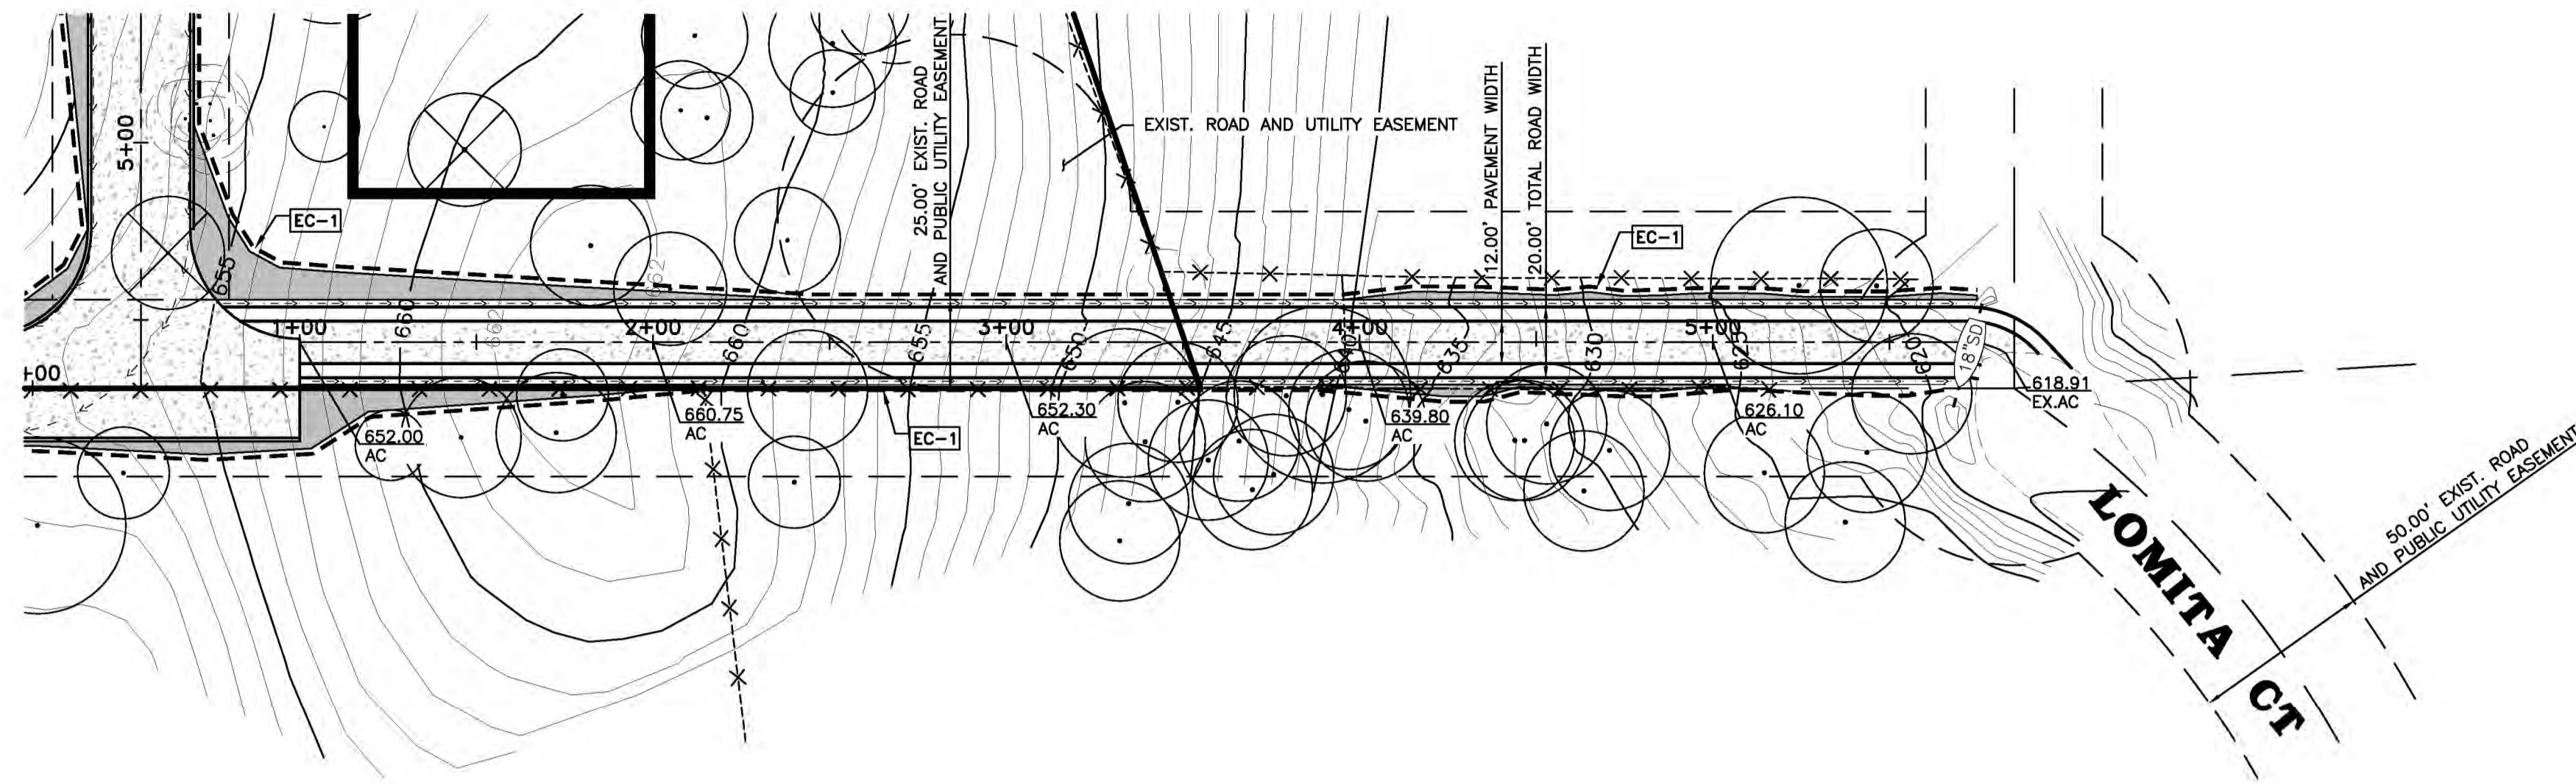 25.00' EXIST. ROAD
AND PUBLIC UTILITY EASEMENT
EXIST. ROAD AND UTILITY EASEMENT
12.00' PAVEMENT WIDTH
20.00' TOTAL ROAD WIDTH
5+00
EC-1
EC-1
655
660
662
662
660
655
650
645
640
635
630
625
620
1+00
2+00
3+00
4+00
5+00
+00
18"SD
652.00
AC
660.75
AC
EC-1
652.30
AC
639.80
AC
626.10
AC
618.91
EX.AC
LOMITA CT
50.00' EXIST. ROAD
AND PUBLIC UTILITY EASEMENT